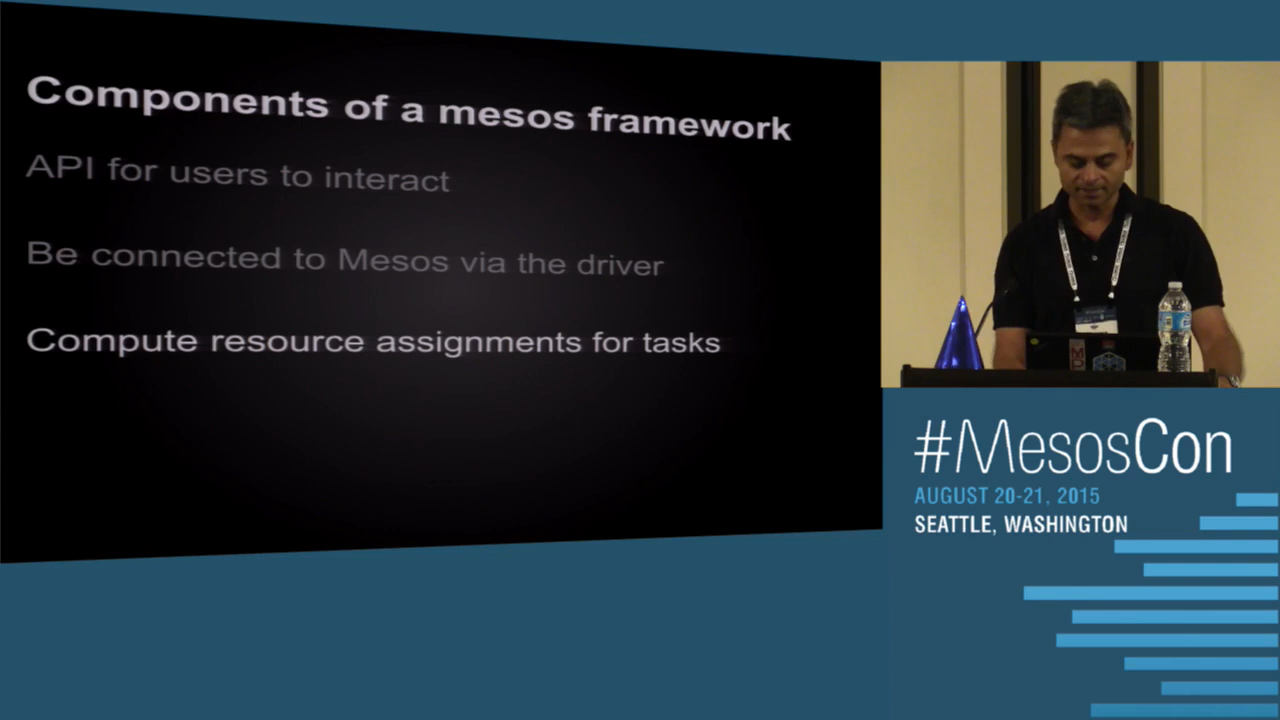 Components of a mesos framework
API for users to interact
Be connected to Mesos via the driver
Compute resource assignments for tasks
#MesosCon
AUGUST 20-21, 2015
SEATTLE, WASHINGTON